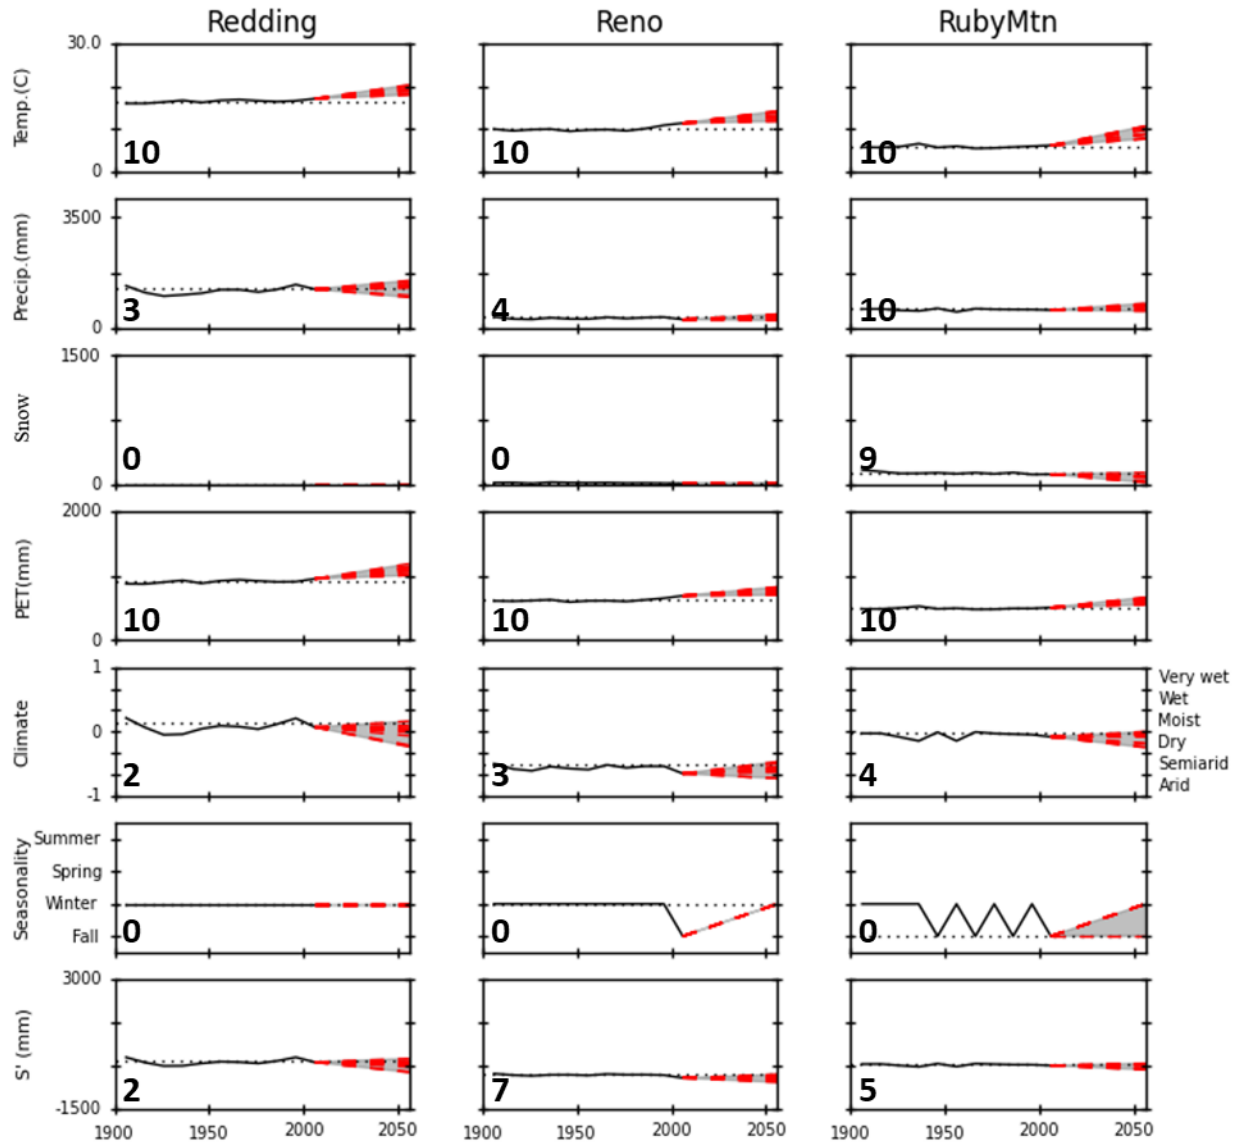 Redding Reno RubyMtn
Temp.(C)
30.0
0
10 10 10
Precip.(mm)
3500
0
3 4 10
Snow
1500
0
0 0 9
PET(mm)
2000
0
10 10 10
Climate
1
0
-1
2 3 4
Very wet
Wet
Moist
Dry
Semiarid
Arid
Seasonality
Summer
Spring
Winter
Fall
0 0 0
S' (mm)
3000
-1500
2 7 5
1900 1950 2000 2050 1900 1950 2000 2050 1900 1950 2000 2050